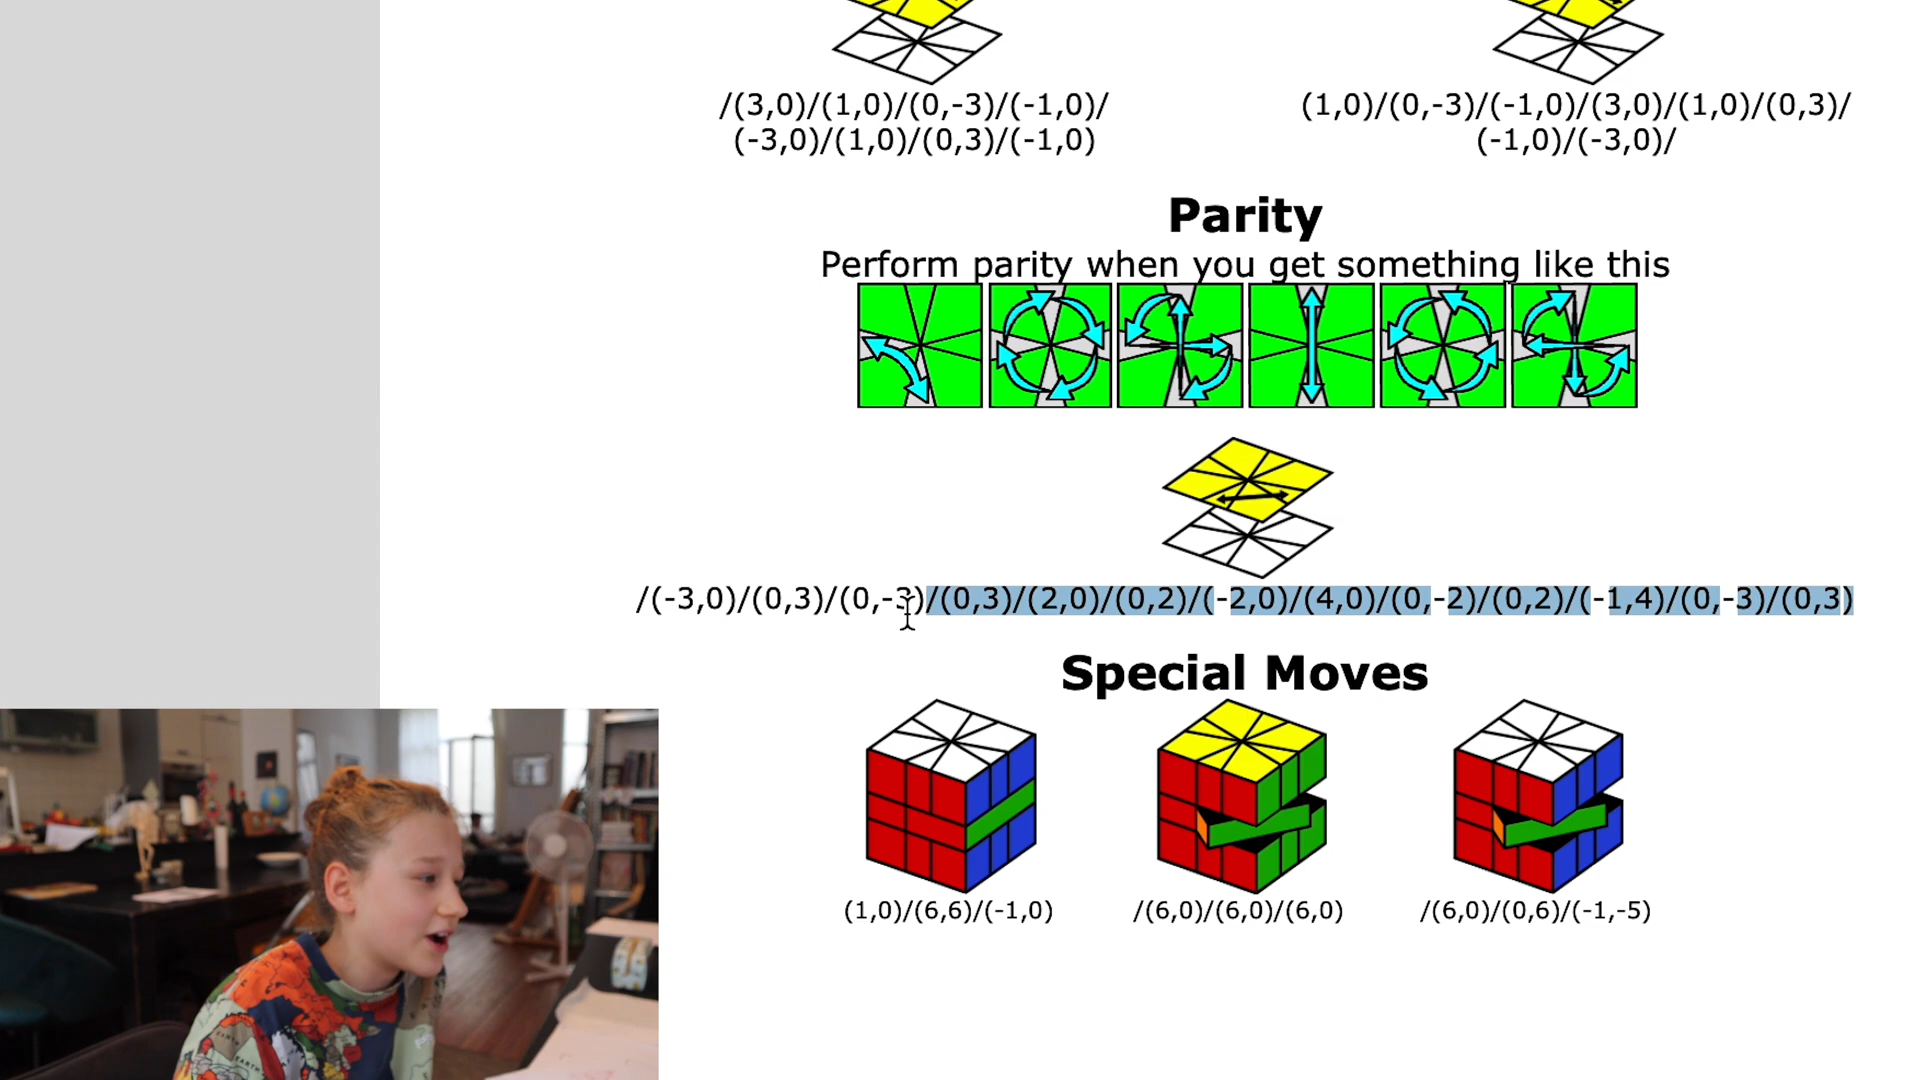 /(3,0)/(1,0)/(0,-3)/(-1,0)/
(-3,0)/(1,0)/(0,3)/(-1,0)
(1,0)/(0,-3)/(-1,0)/(3,0)/(1,0)/(0,3)/
(-1,0)/(-3,0)/
Parity
Perform parity when you get something like this
/(-3,0)/(0,3)/(0,-3)/(0,3)/(2,0)/(0,2)/(-2,0)/(4,0)/(0,-2)/(0,2)/(-1,4)/(0,-3)/(0,3)
Special Moves
(1,0)/(6,6)/(-1,0)
/(6,0)/(6,0)/(6,0)
/(6,0)/(0,6)/(-1,-5)